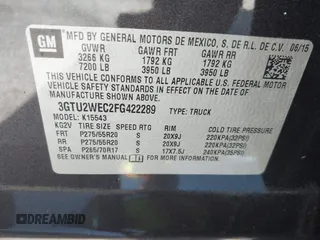 GM
MFD BY GENERAL MOTORS DE MEXICO, S. DE R.L. DE C.V. 06/15
GVWR GAWR FRT GAWR RR
3266 KG 1792 KG 1792 KG
7200 LB 3950 LB 3950 LB
THIS VEHICLE CONFORMS TO ALL APPLICABLE U.S. FEDERAL MOTOR
VEHICLE SAFETY STANDARDS IN EFFECT ON THE DATE OF
MANUFACTURE SHOWN ABOVE.
3GTU2WEC2FG422289 TYPE: TRUCK
MODEL: K15543
KG2V TIRE SIZE SPEED RTG RIM COLD TIRE PRESSURE
FRT P275/55R20 S 20X9J 220KPA(32PSI)
RR P275/55R20 S 20X9J 220KPA(32PSI)
SPA P265/70R17 S 17X7.5J 240KPA(35PSI)
DREAMBID